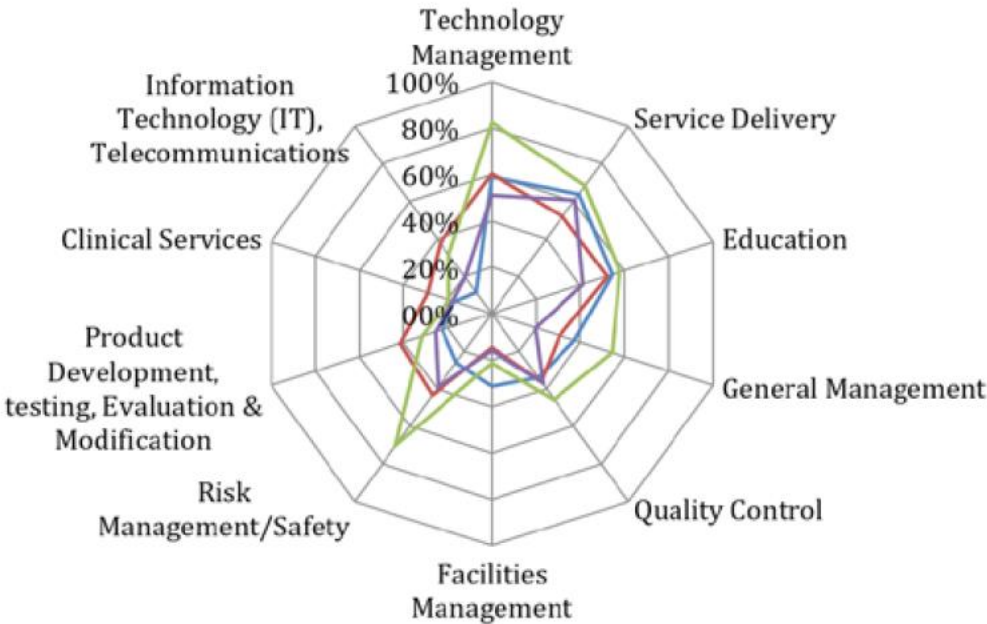 Technology
Management
100%
80%
60%
40%
20%
00%
Service Delivery
Education
General Management
Quality Control
Facilities
Management
Risk
Management/Safety
Product
Development,
testing, Evaluation &
Modification
Clinical Services
Information
Technology (IT),
Telecommunications